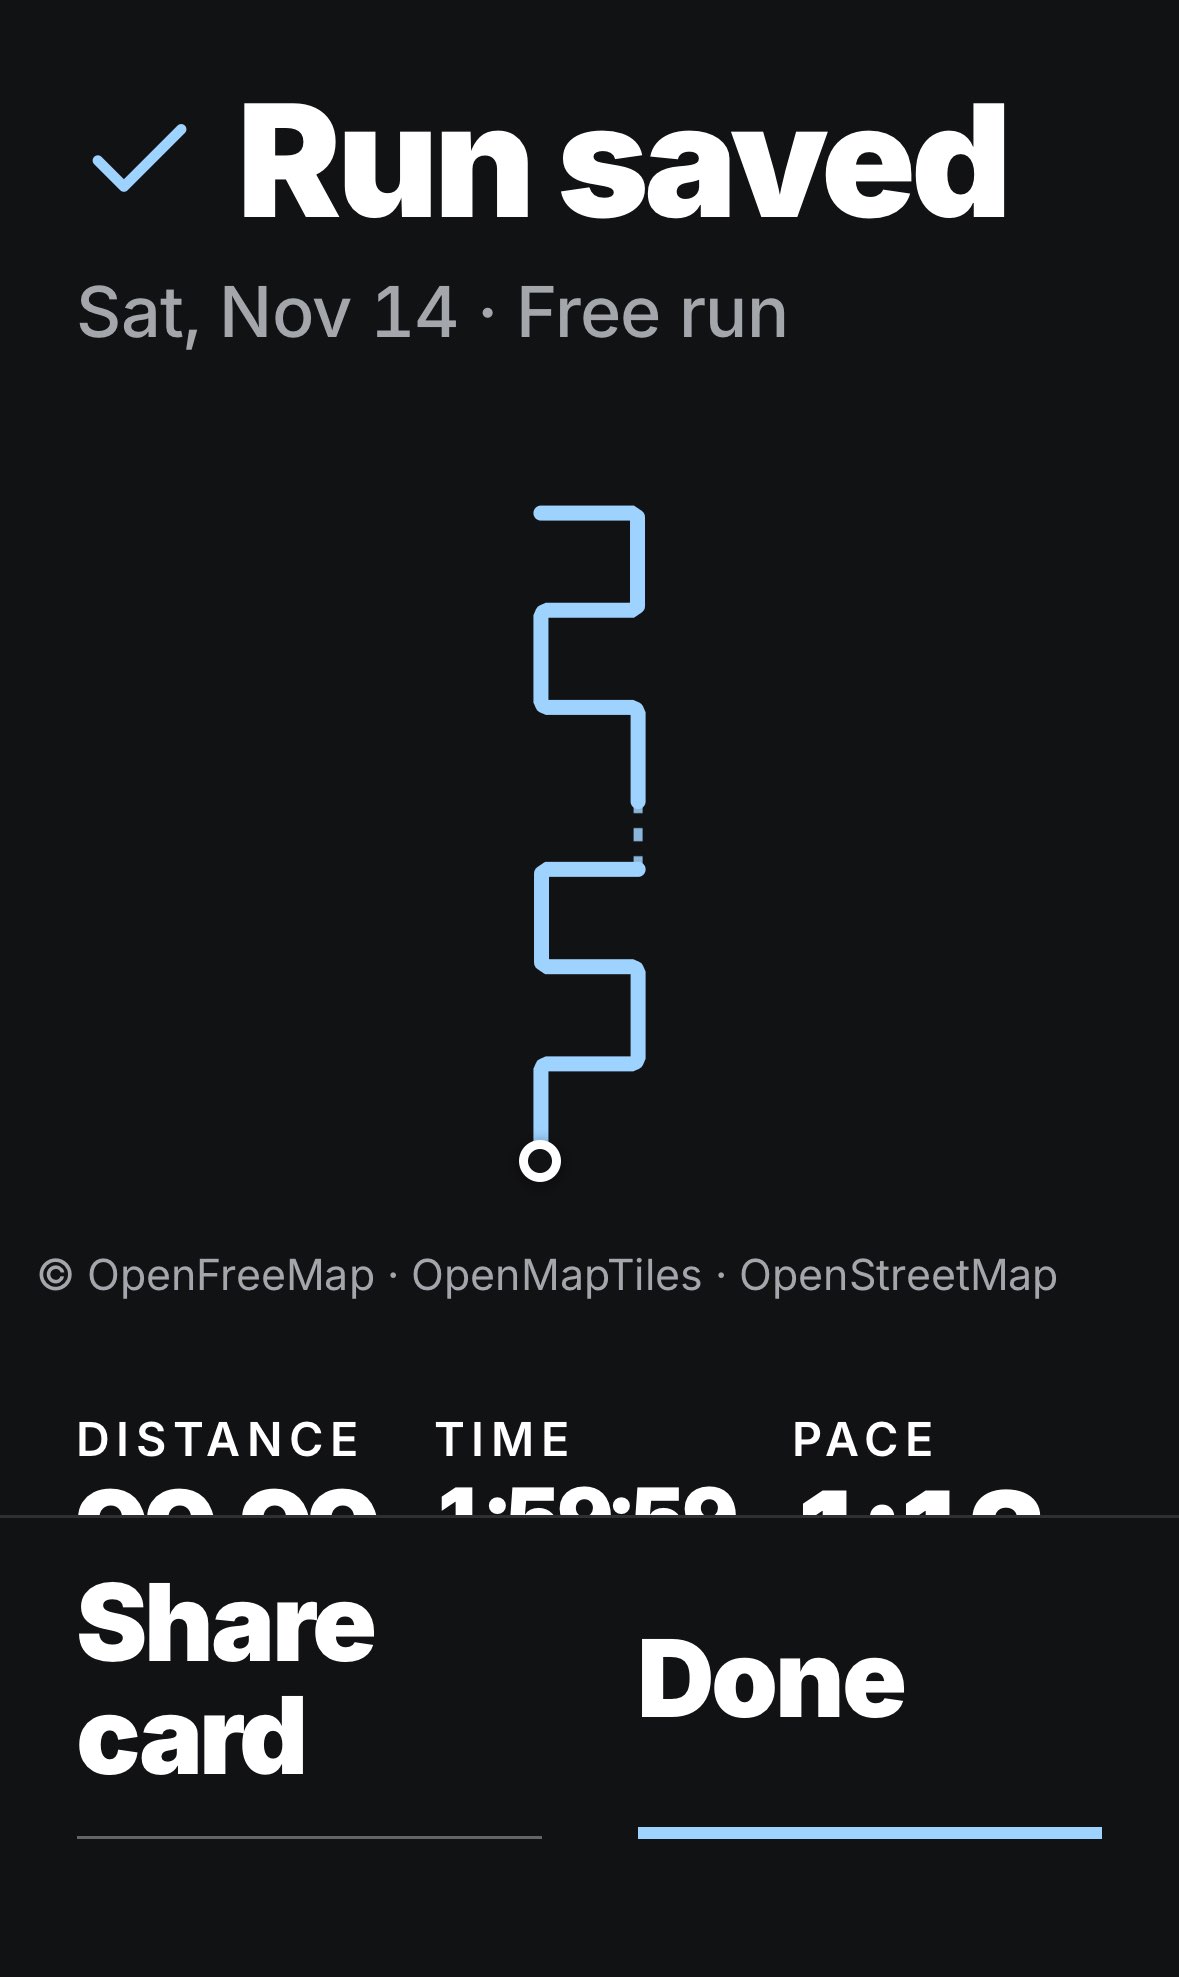 Run saved
Sat, Nov 14 · Free run
© OpenFreeMap · OpenMapTiles · OpenStreetMap
DISTANCE TIME PACE
Share
card
Done